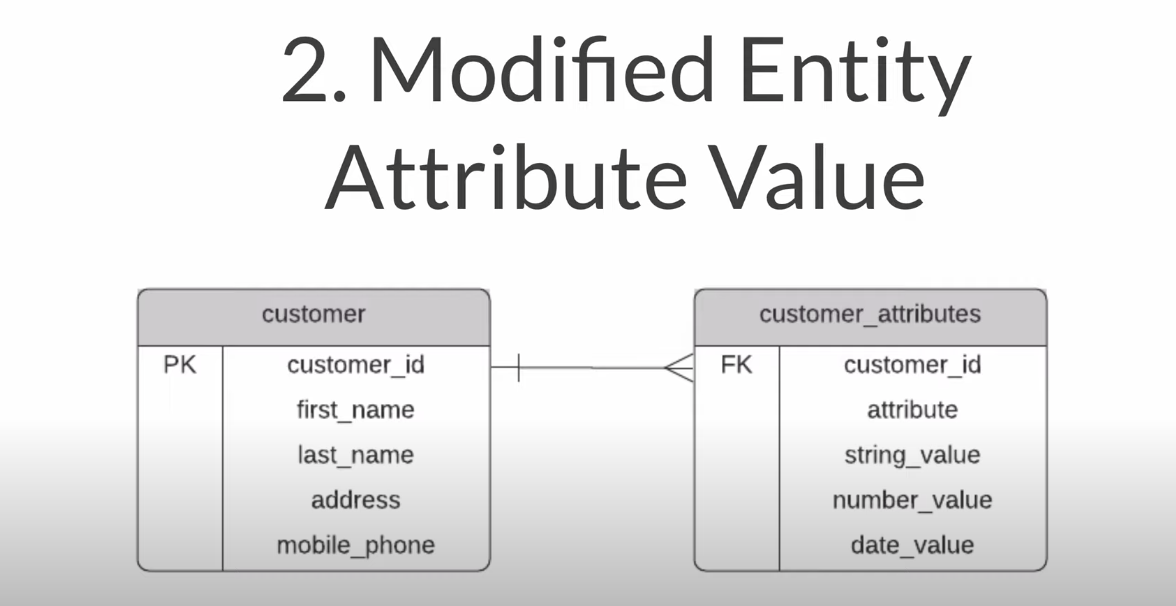 2. Modified Entity
Attribute Value
customer
PK customer_id
first_name
last_name
address
mobile_phone
customer_attributes
FK customer_id
attribute
string_value
number_value
date_value